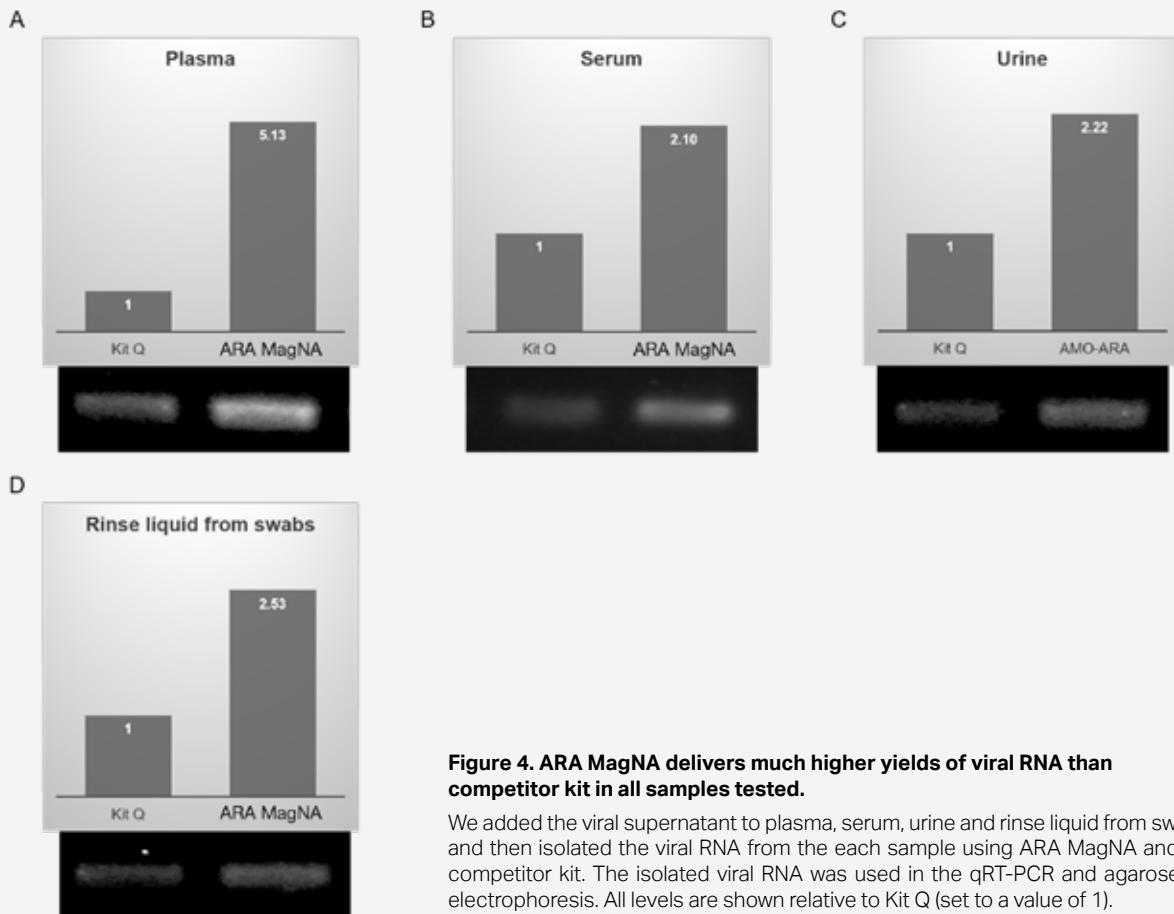 A
Plasma
5.13
1
Kit Q
ARA MagNA
B
Serum
2.10
1
Kit Q
ARA MagNA
C
Urine
2.22
1
Kit Q
AMO-ARA
D
Rinse liquid from swabs
2.53
1
Kit Q
ARA MagNA
Figure 4. ARA MagNA delivers much higher yields of viral RNA than
competitor kit in all samples tested.
We added the viral supernatant to plasma, serum, urine and rinse liquid from sw
and then isolated the viral RNA from the each sample using ARA MagNA and
competitor kit. The isolated viral RNA was used in the qRT-PCR and agarose
electrophoresis. All levels are shown relative to Kit Q (set to a value of 1).